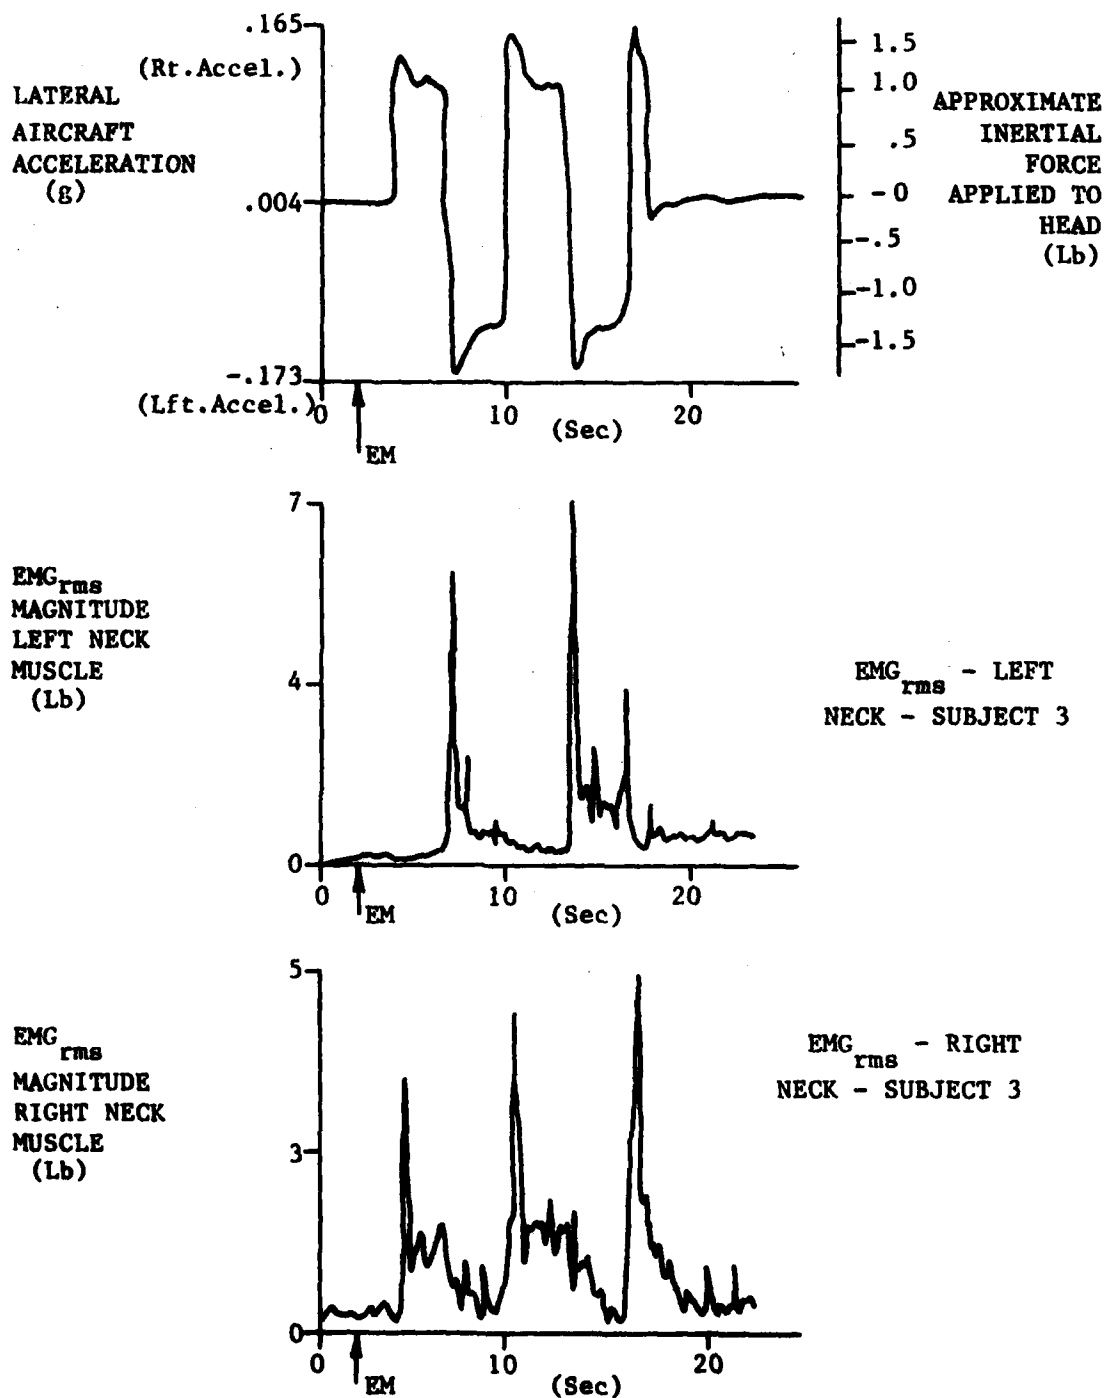 LATERAL
AIRCRAFT
ACCELERATION
(g)
.165
(Rt.Accel.)
.004
-.173
(Lft.Accel.)
0
10
20
(Sec)
EM
1.5
1.0
.5
-0
-.5
-1.0
-1.5
APPROXIMATE
INERTIAL
FORCE
APPLIED TO
HEAD
(Lb)
EMGrms
MAGNITUDE
LEFT NECK
MUSCLE
(Lb)
7
4
0
0
10
20
(Sec)
EM
EMGrms - LEFT
NECK - SUBJECT 3
EMGrms
MAGNITUDE
RIGHT NECK
MUSCLE
(Lb)
5
3
0
0
10
20
(Sec)
EM
EMGrms - RIGHT
NECK - SUBJECT 3